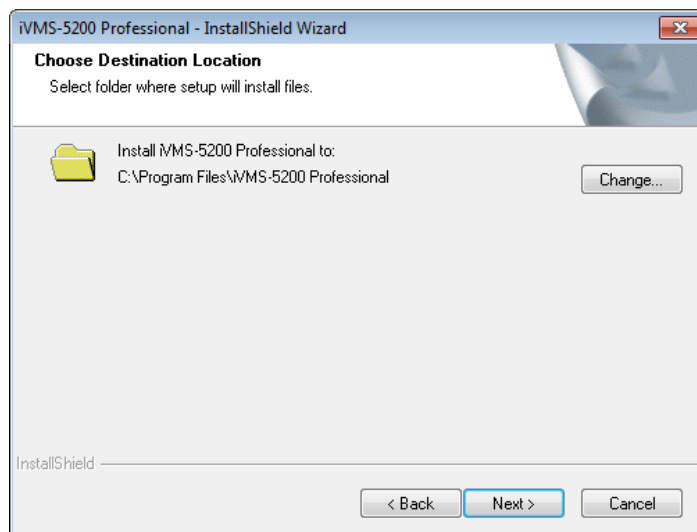 iVMS-5200 Professional - InstallShield Wizard
Choose Destination Location
Select folder where setup will install files.
Install iVMS-5200 Professional to:
C:\Program Files\iVMS-5200 Professional
Change...
InstallShield
< Back
Next >
Cancel